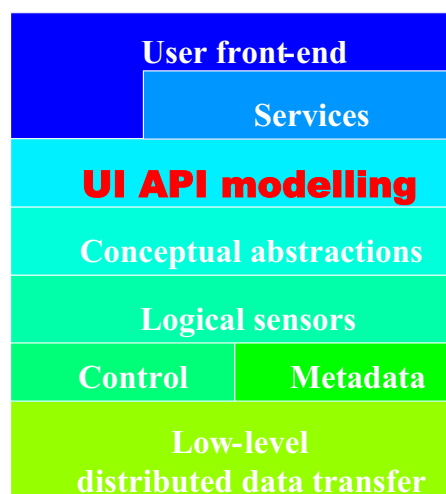 User front-end
Services
UI API modelling
Conceptual abstractions
Logical sensors
Control
Metadata
Low-level
distributed data transfer